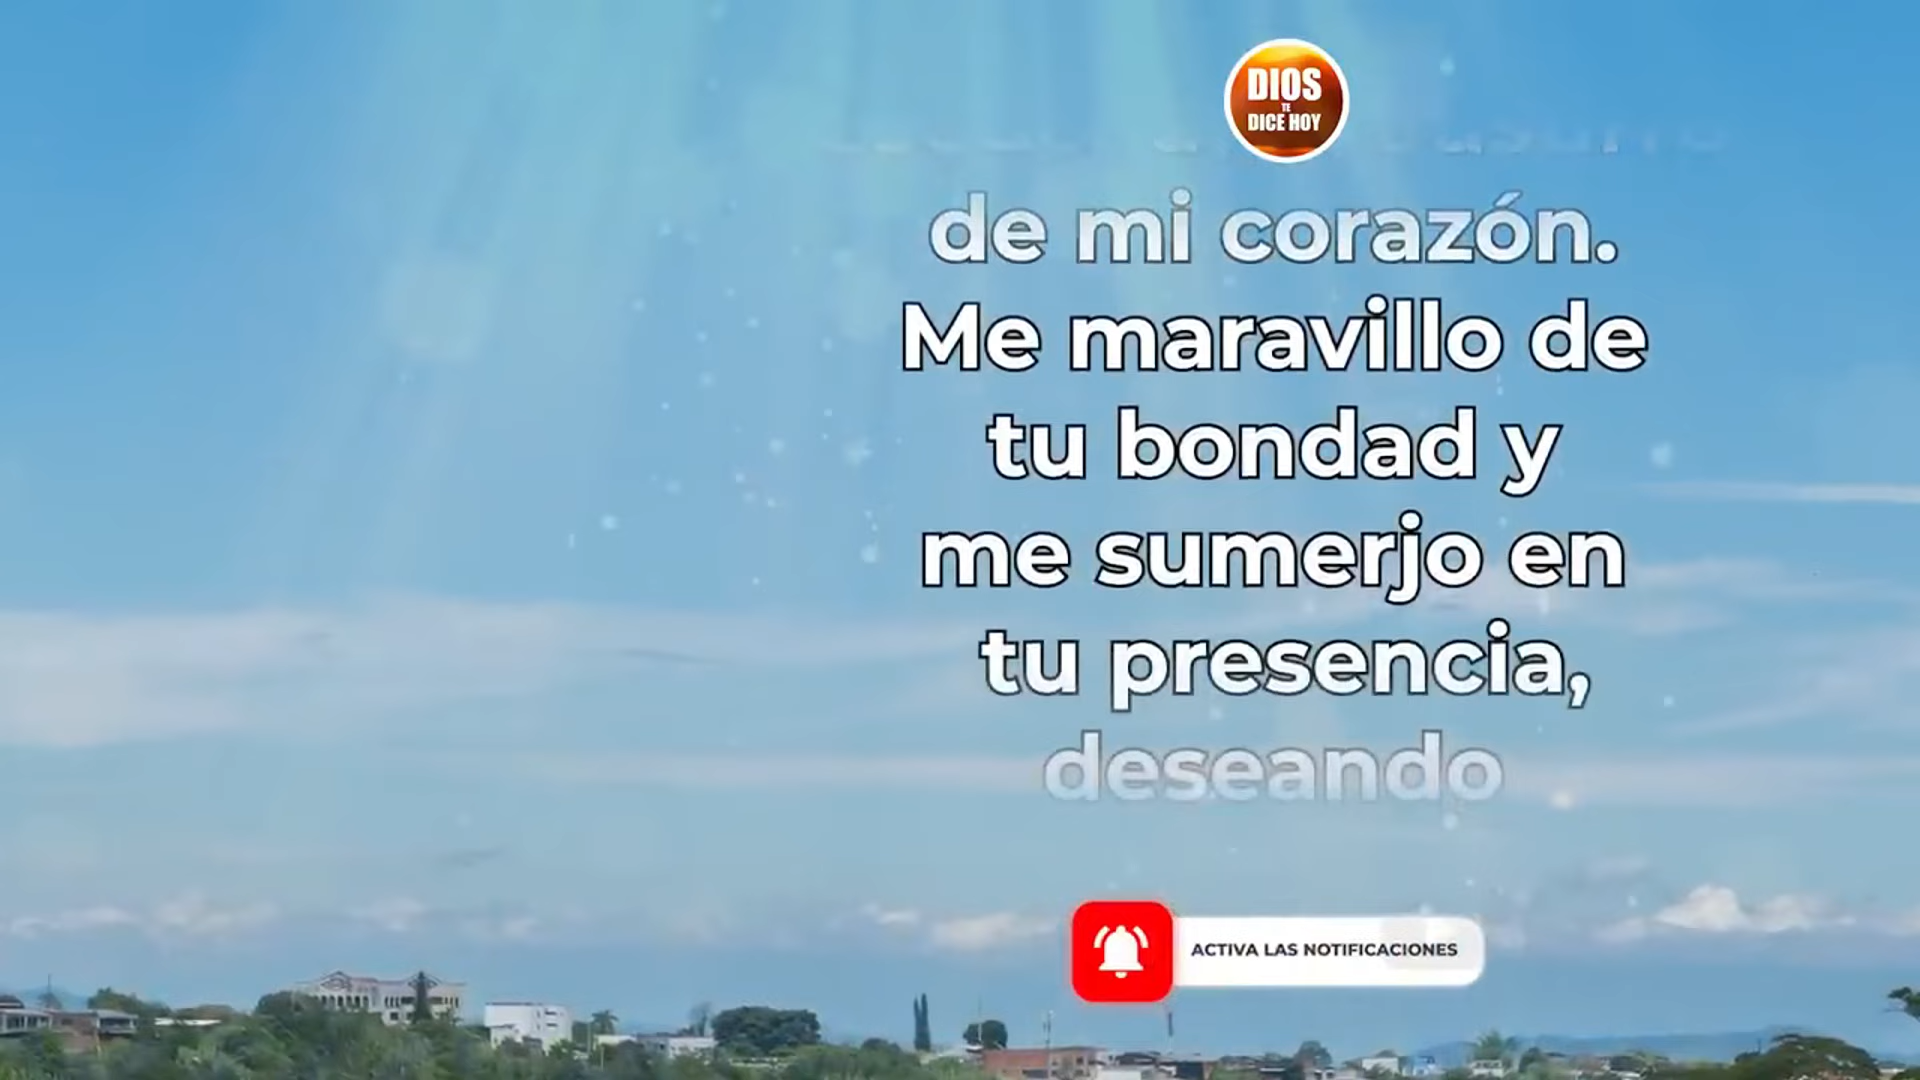 DIOS
TE
DICE HOY
de mi corazón.
Me maravillo de
tu bondad y
me sumerjo en
tu presencia,
deseando
ACTIVA LAS NOTIFICACIONES